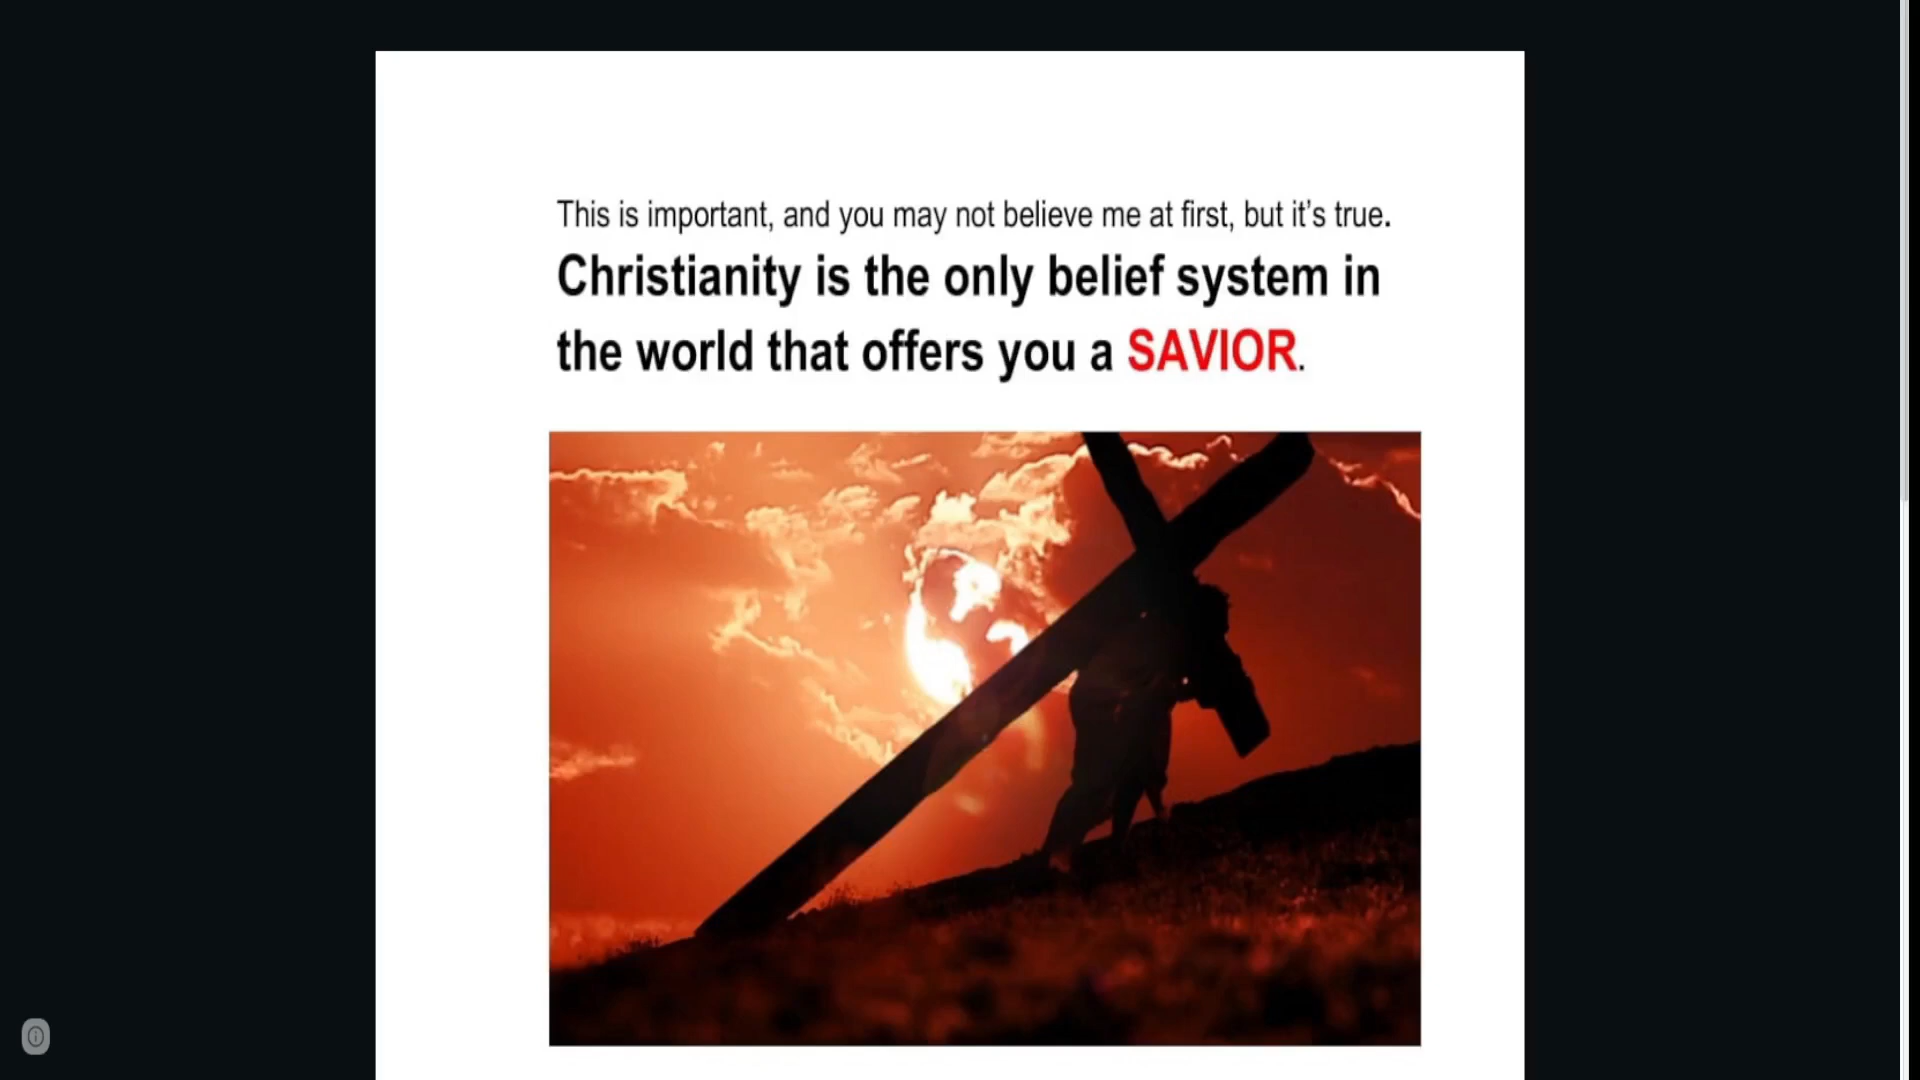 This is important, and you may not believe me at first, but it’s true.
Christianity is the only belief system in
the world that offers you a SAVIOR.